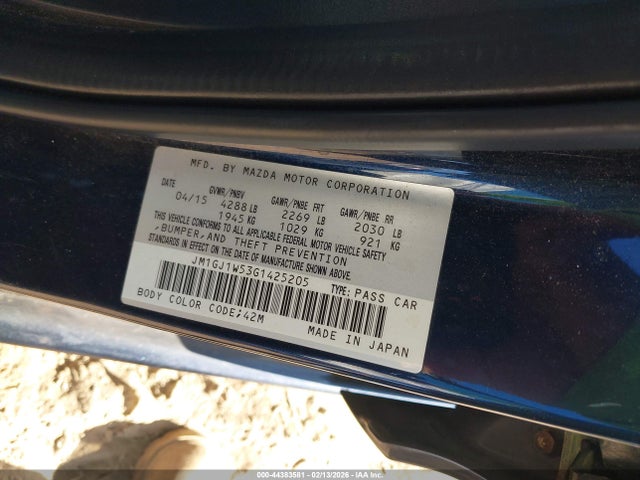 MFD. BY MAZDA MOTOR CORPORATION
DATE GVWR/PNBV GAWR/PNBE FRT GAWR/PNBE RR
04/15 4288 LB 2269 LB 2030 LB
1945 KG 1029 KG 921 KG
THIS VEHICLE CONFORMS TO ALL APPLICABLE FEDERAL MOTOR VEHICLE SAFETY
,BUMPER,AND THEFT PREVENTION
STANDARDS IN EFFECT ON THE DATE OF MANUFACTURE SHOWN ABOVE.
JM1GJ1W53G1425205 TYPE: PASS CAR
BODY COLOR CODE;42M
MADE IN JAPAN
000-44383581 - 02/13/2026 - IAAHOLDINGS.COM